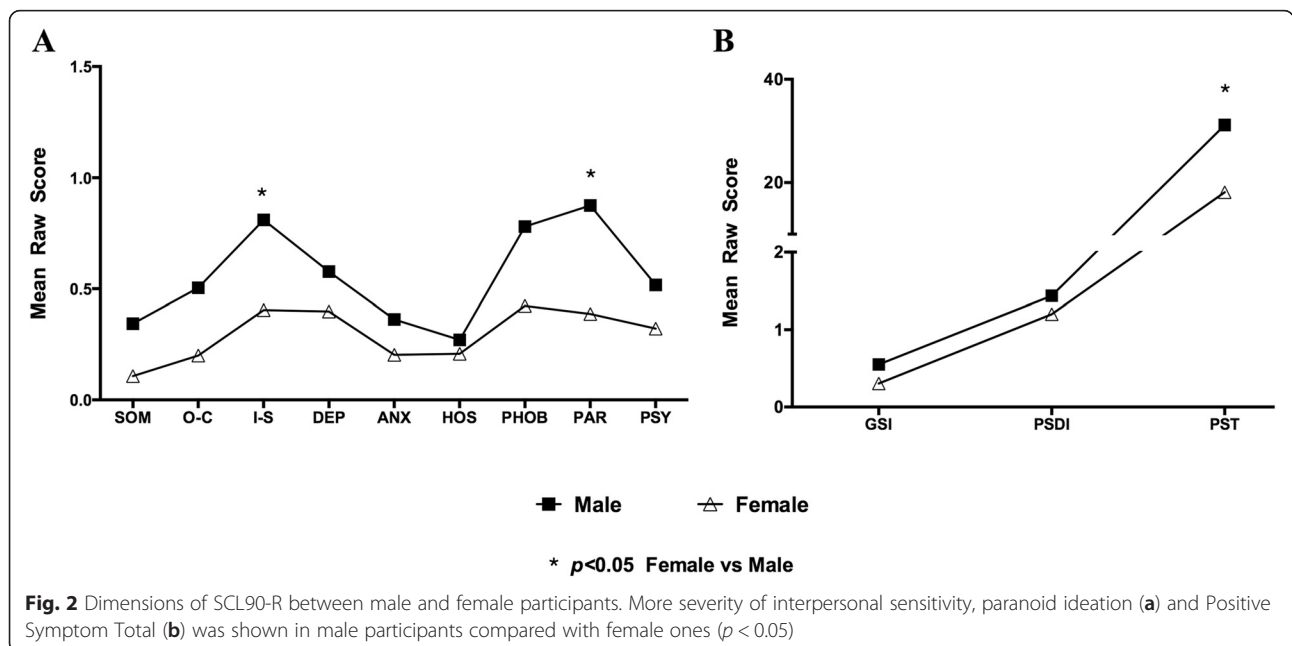 A
Mean Raw Score
1.5
1.0
0.5
0.0
* *
SOM O-C I-S DEP ANX HOS PHOB PAR PSY
B
Mean Raw Score Mean Raw Score
40
20
2
1
0
*
GSI PSDI PST
Male Female
* p<0.05 Female vs Male
Fig. 2 Dimensions of SCL90-R between male and female participants. More severity of interpersonal sensitivity, paranoid ideation (a) and Positive
Symptom Total (b) was shown in male participants compared with female ones (p < 0.05)